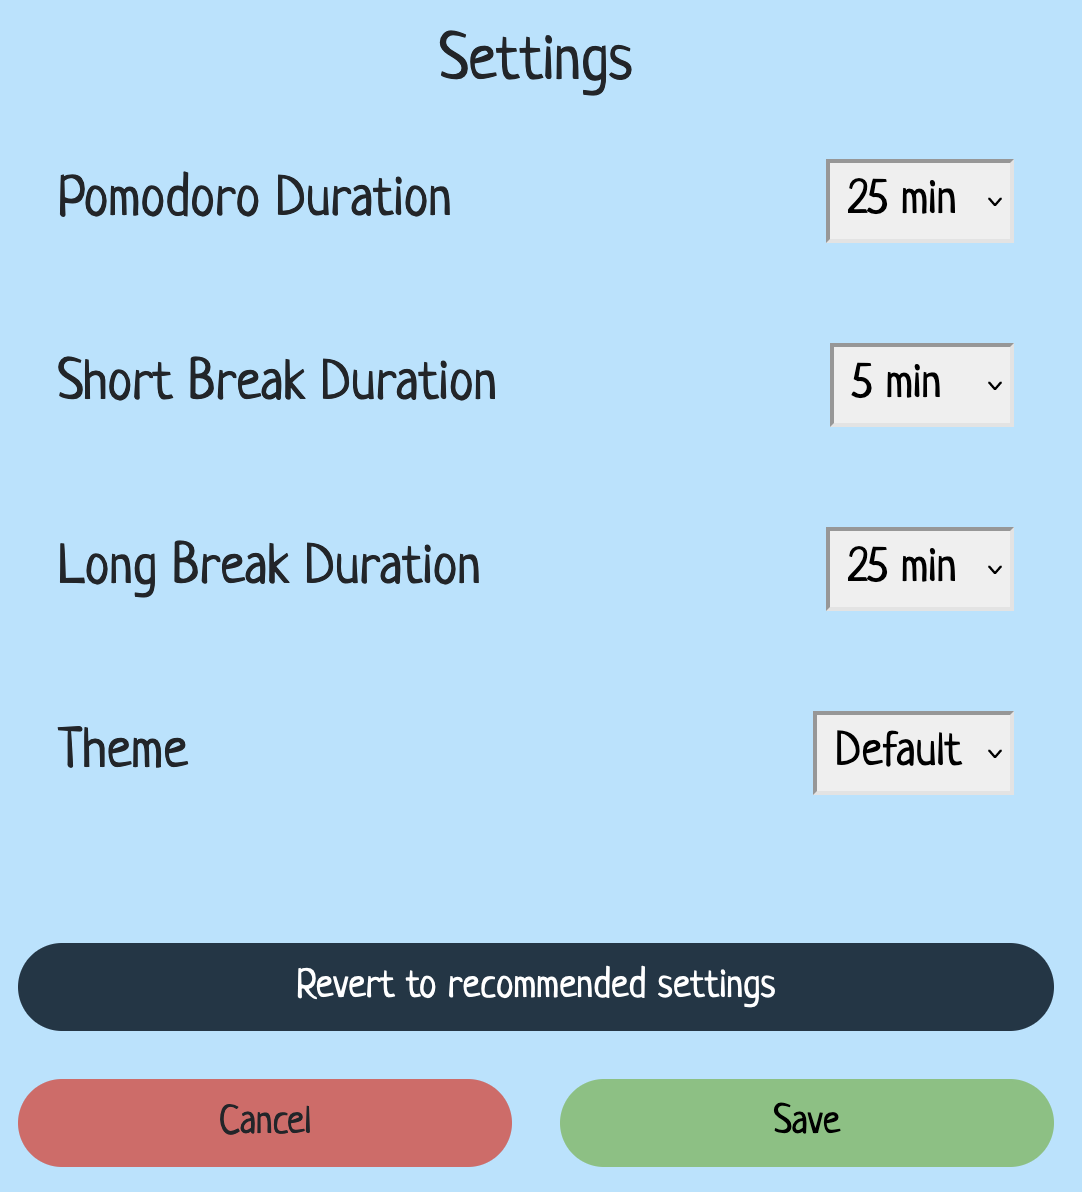 Settings
Pomodoro Duration 25 min
Short Break Duration 5 min
Long Break Duration 25 min
Theme Default
Revert to recommended settings
Cancel Save